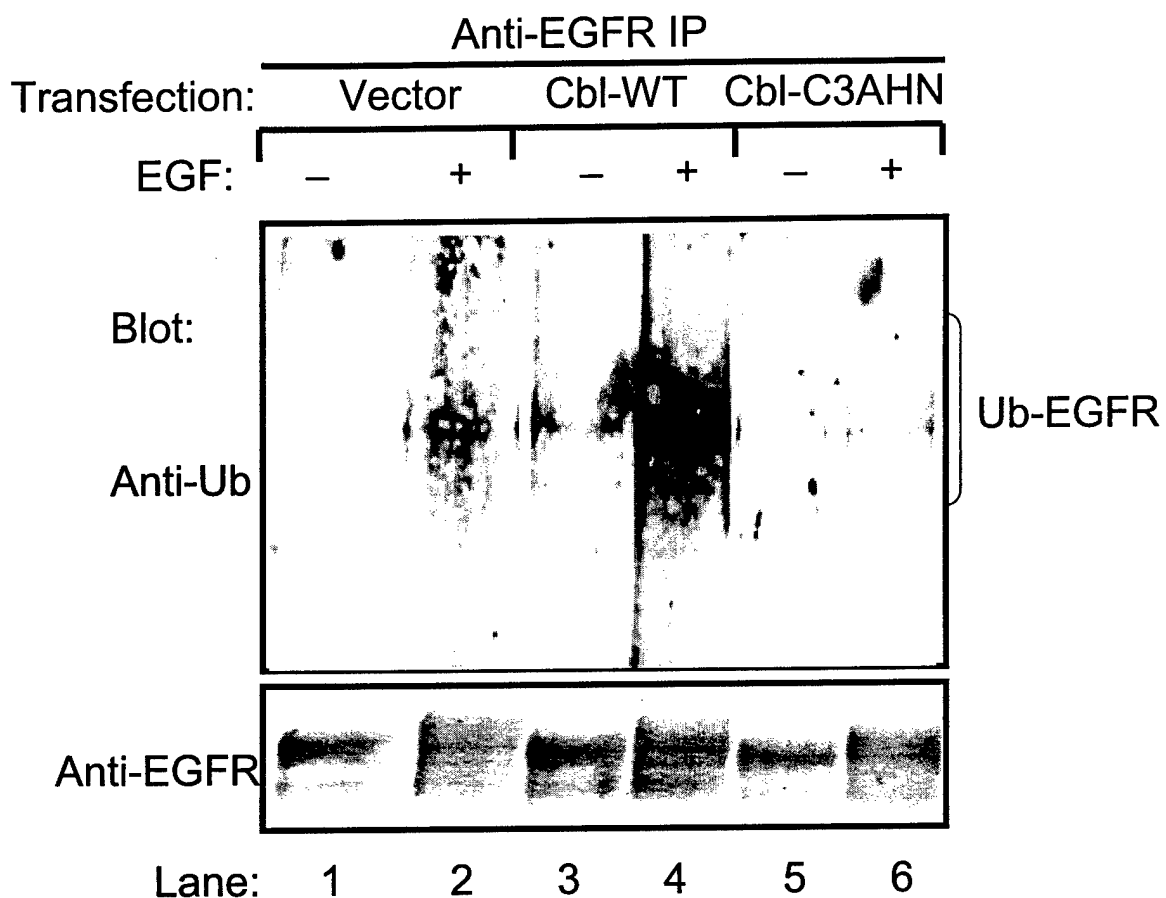 Anti-EGFR IP
Transfection: Vector Cbl-WT Cbl-C3AHN
EGF: – + – + – +
Blot:
Ub-EGFR
Anti-Ub
Anti-EGFR
Lane: 1 2 3 4 5 6